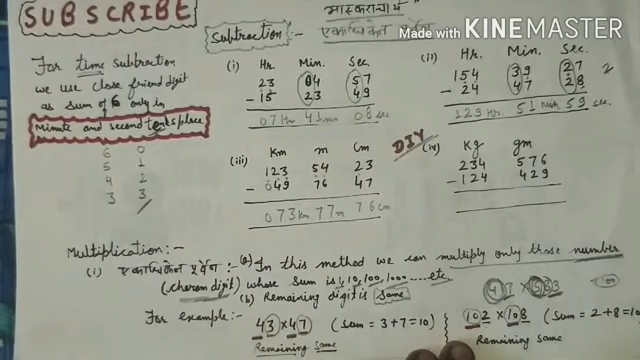 SUBSCRIBE
भास्कराचार्य
Made with KINEMASTER
Subtraction :-
For time Subtraction
we use close friend digit
as sum of 6 only in
Minute and second tens place
6 0
5 1
4 2
3 3
(i) Hr. Min. Sec.
23 04 57
- 15 23 49
07 Hr 41 Min 08 Sec
(ii) Hr. Min. Sec.
154 39 27
- 24 47 28
129 Hr. 51 Min 59 Sec.
(iii) Km m Cm
123 54 23
- 049 76 47
073 Km 77 m 76 Cm
DIY
(iv) Kg gm
234 576
- 124 429
Multiplication :-
(i) (a) In this method we can multiply only those number
(charam digit) whose sum is 1, 10, 100, 1000 ..... etc
(b) Remaining digit is Same
For example :- 43 × 47 (Sum = 3+7=10)
Remaining Same
102 × 108 (Sum = 2+8=10)
Remaining Same